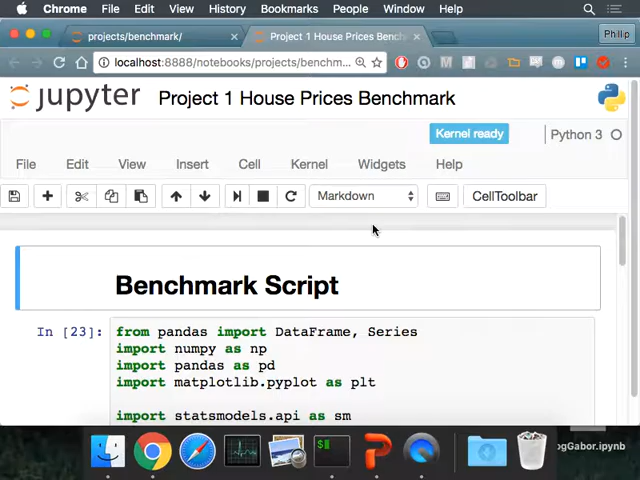 Chrome File Edit View History Bookmarks People Window Help
projects/benchmark/ × Project 1 House Prices Bench × Philip
localhost:8888/notebooks/projects/benchm...
jupyter Project 1 House Prices Benchmark
Kernel ready Python 3
File Edit View Insert Cell Kernel Widgets Help
Markdown CellToolbar
Benchmark Script
In [23]: from pandas import DataFrame, Series
import numpy as np
import pandas as pd
import matplotlib.pyplot as plt
import statsmodels.api as sm
ogGabor.ipynb